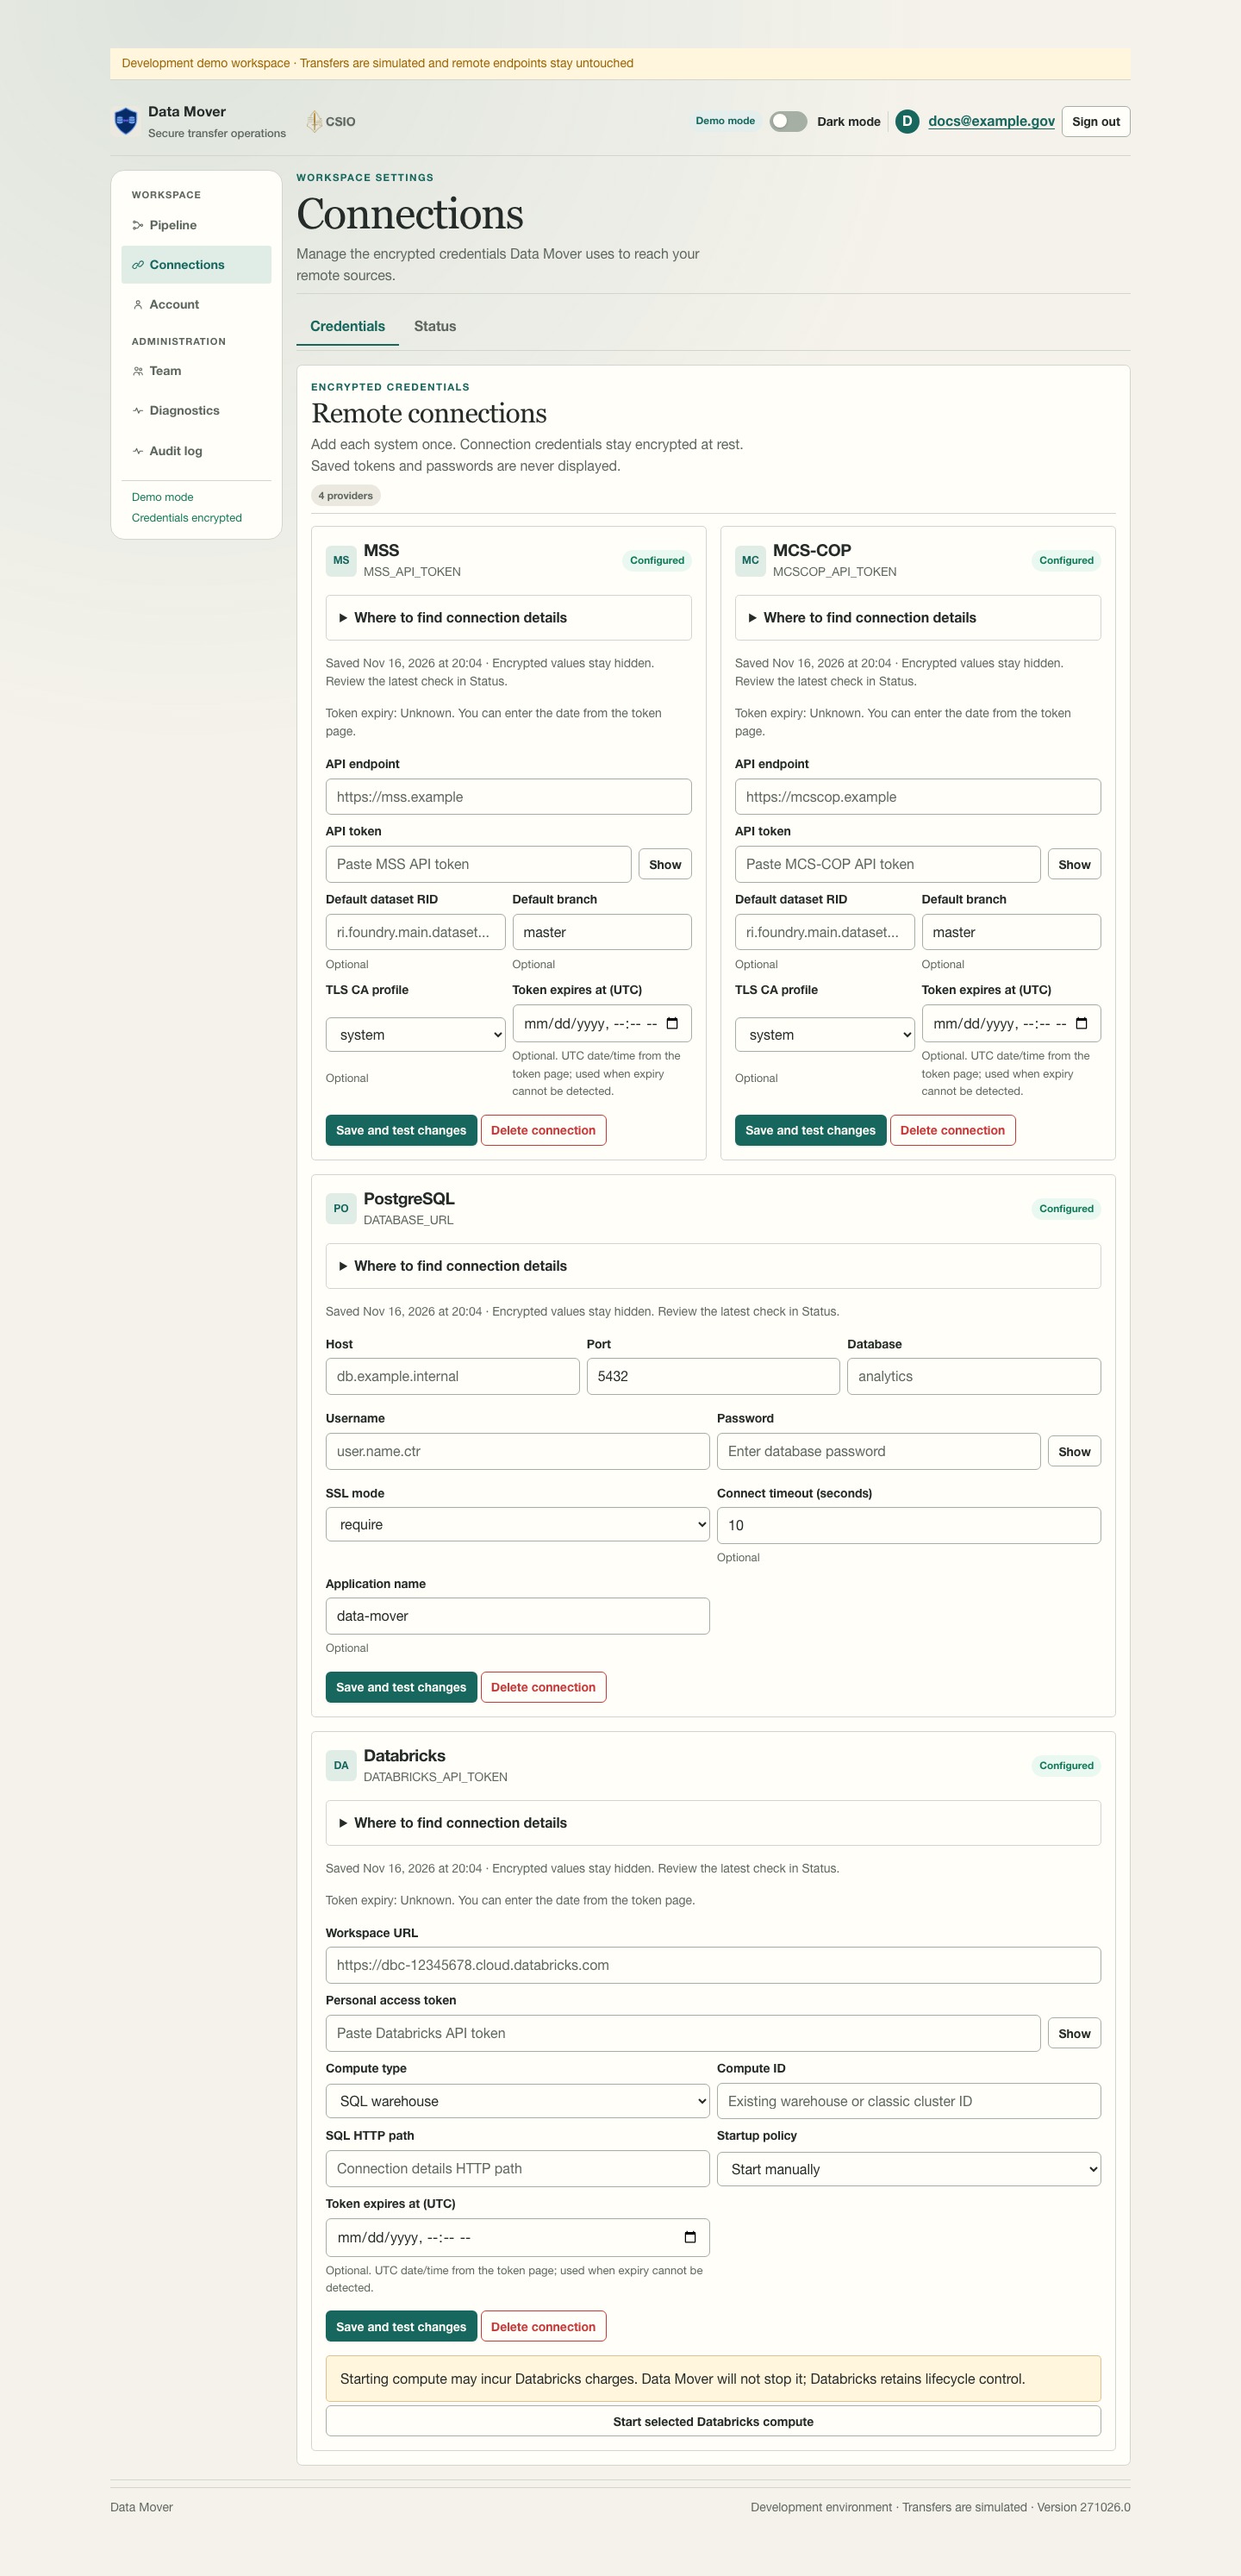 Development demo workspace · Transfers are simulated and remote endpoints stay untouched
Data Mover
Secure transfer operations
CSIO
Demo mode
Dark mode
D
docs@example.gov
Sign out
WORKSPACE
Pipeline
Connections
Account
ADMINISTRATION
Team
Diagnostics
Audit log
Demo mode
Credentials encrypted
WORKSPACE SETTINGS
Connections
Manage the encrypted credentials Data Mover uses to reach your
remote sources.
Credentials
Status
ENCRYPTED CREDENTIALS
Remote connections
Add each system once. Connection credentials stay encrypted at rest.
Saved tokens and passwords are never displayed.
4 providers
MS
MSS
MSS_API_TOKEN
Configured
Where to find connection details
Saved Nov 16, 2026 at 20:04 · Encrypted values stay hidden.
Review the latest check in Status.
Token expiry: Unknown. You can enter the date from the token
page.
API endpoint
https://mss.example
API token
Paste MSS API token
Show
Default dataset RID
Default branch
ri.foundry.main.dataset...
master
Optional
Optional
TLS CA profile
Token expires at (UTC)
system
mm/dd/yyyy, --:-- --
Optional
Optional. UTC date/time from the
token page; used when expiry
cannot be detected.
Save and test changes
Delete connection
MC
MCS-COP
MCSCOP_API_TOKEN
Configured
Where to find connection details
Saved Nov 16, 2026 at 20:04 · Encrypted values stay hidden.
Review the latest check in Status.
Token expiry: Unknown. You can enter the date from the token
page.
API endpoint
https://mcscop.example
API token
Paste MCS-COP API token
Show
Default dataset RID
Default branch
ri.foundry.main.dataset...
master
Optional
Optional
TLS CA profile
Token expires at (UTC)
system
mm/dd/yyyy, --:-- --
Optional
Optional. UTC date/time from the
token page; used when expiry
cannot be detected.
Save and test changes
Delete connection
PO
PostgreSQL
DATABASE_URL
Configured
Where to find connection details
Saved Nov 16, 2026 at 20:04 · Encrypted values stay hidden. Review the latest check in Status.
Host
Port
Database
db.example.internal
5432
analytics
Username
Password
user.name.ctr
Enter database password
Show
SSL mode
Connect timeout (seconds)
require
10
Optional
Application name
data-mover
Optional
Save and test changes
Delete connection
DA
Databricks
DATABRICKS_API_TOKEN
Configured
Where to find connection details
Saved Nov 16, 2026 at 20:04 · Encrypted values stay hidden. Review the latest check in Status.
Token expiry: Unknown. You can enter the date from the token page.
Workspace URL
https://dbc-12345678.cloud.databricks.com
Personal access token
Paste Databricks API token
Show
Compute type
Compute ID
SQL warehouse
Existing warehouse or classic cluster ID
SQL HTTP path
Startup policy
Connection details HTTP path
Start manually
Token expires at (UTC)
mm/dd/yyyy, --:-- --
Optional. UTC date/time from the token page; used when expiry cannot be
detected.
Save and test changes
Delete connection
Starting compute may incur Databricks charges. Data Mover will not stop it; Databricks retains lifecycle control.
Start selected Databricks compute
Data Mover
Development environment · Transfers are simulated · Version 271026.0